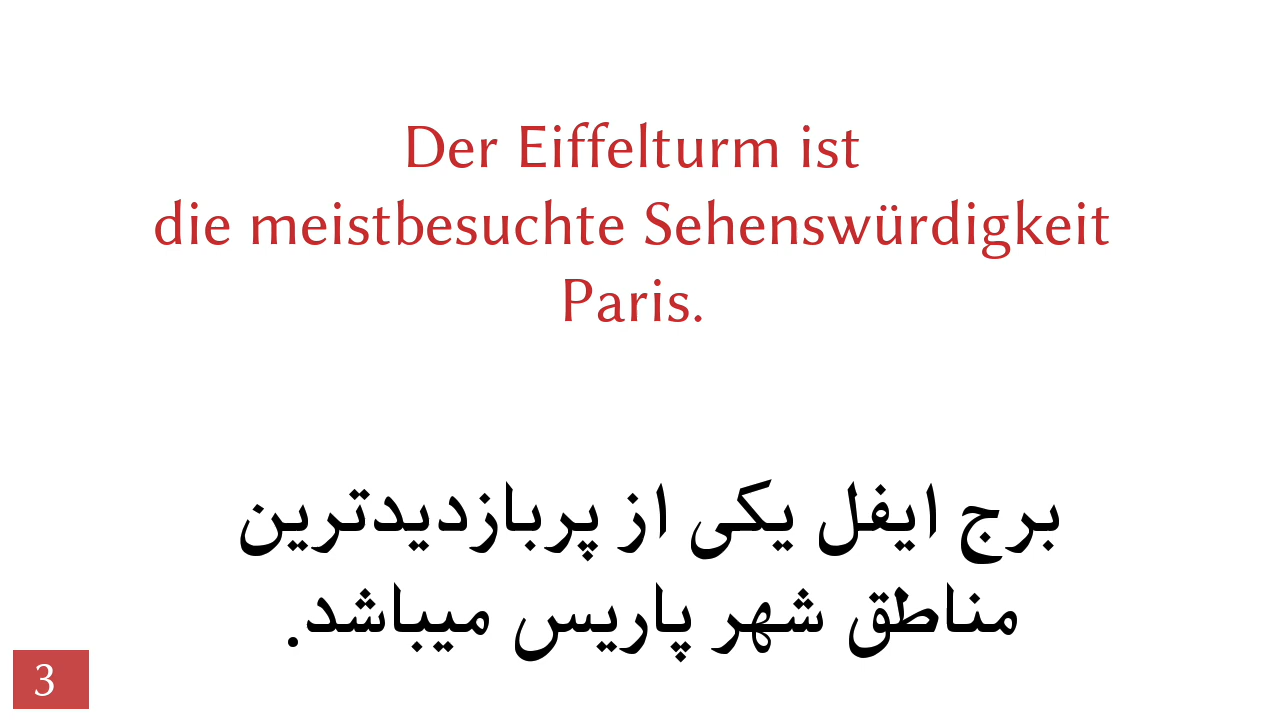 Der Eiffelturm ist
die meistbesuchte Sehenswürdigkeit
Paris.
برج ایفل یکی از پربازدیدترین
مناطق شهر پاریس میباشد.
3